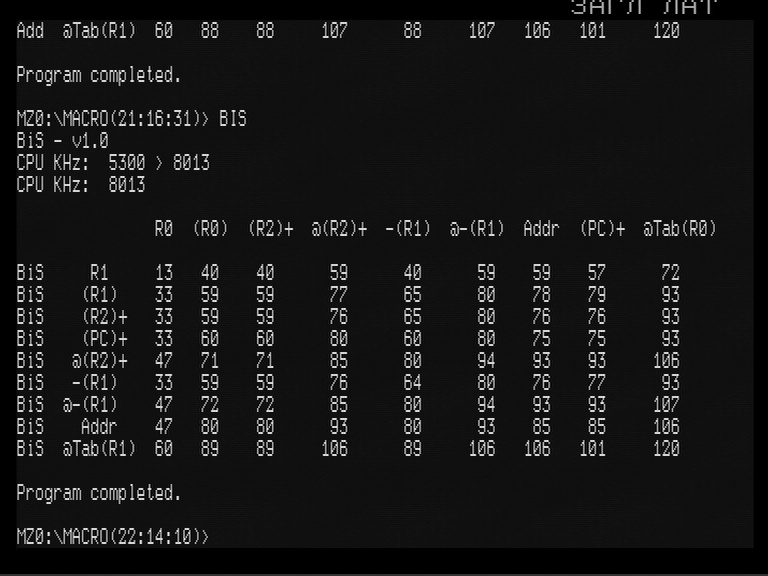 Add @Tab(R1) 60 88 88 107 88 107 106 101 120
Program completed.
MZ0:\MACRO(21:16:31)> BIS
BiS - v1.0
CPU KHz: 5300 > 8013
CPU KHz: 8013
R0 (R0) (R2)+ @(R2)+ -(R1) @-(R1) Addr (PC)+ @Tab(R0)
BiS R1 13 40 40 59 40 59 59 57 72
BiS (R1) 33 59 59 77 65 80 78 79 93
BiS (R2)+ 33 59 59 76 65 80 76 76 93
BiS (PC)+ 33 60 60 80 60 80 75 75 93
BiS @(R2)+ 47 71 71 85 80 94 93 93 106
BiS -(R1) 33 59 59 76 64 80 76 77 93
BiS @-(R1) 47 72 72 85 80 94 93 93 107
BiS Addr 47 80 80 93 80 93 85 85 106
BiS @Tab(R1) 60 89 89 106 89 106 106 101 120
Program completed.
MZ0:\MACRO(22:14:10)>